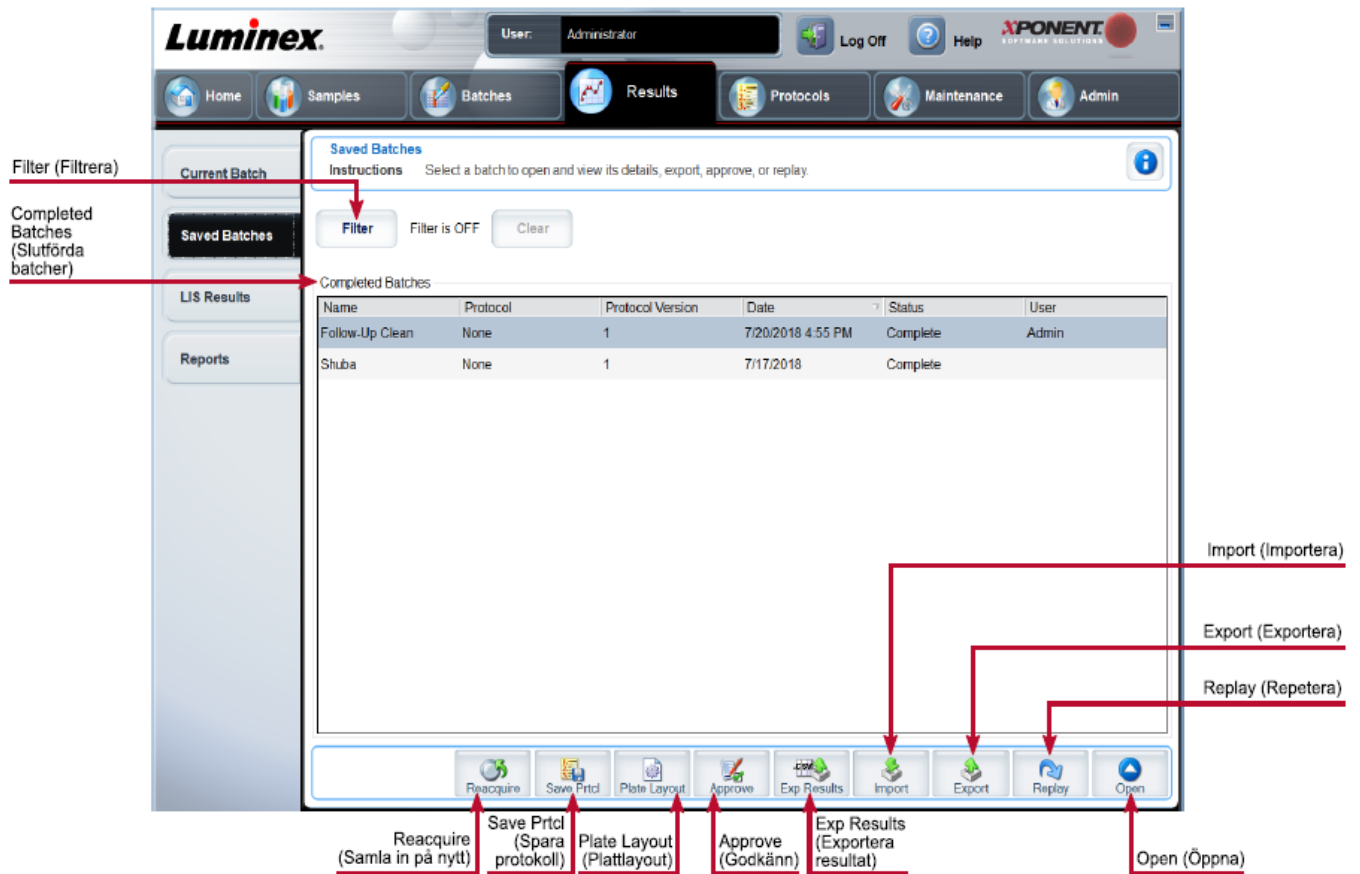 Luminex.
User:
Administrator
Log Off
Help
XPONENT.
SOFTWARE SOLUTIONS
Home
Samples
Batches
Results
Protocols
Maintenance
Admin
Filter (Filtrera)
Completed
Batches
(Slutförda
batcher)
Current Batch
Saved Batches
LIS Results
Reports
Saved Batches
Instructions Select a batch to open and view its details, export, approve, or replay.
Filter
Filter is OFF
Clear
Completed Batches
Name Protocol Protocol Version Date Status User
Follow-Up Clean None 1 7/20/2018 4:55 PM Complete Admin
Shuba None 1 7/17/2018 Complete
Import (Importera)
Export (Exportera)
Replay (Repetera)
.CSV
Reacquire
Save Prtcl
Plate Layout
Approve
Exp Results
Import
Export
Replay
Open
Reacquire
(Samla in på nytt)
Save Prtcl
(Spara
protokoll)
Plate Layout
(Plattlayout)
Approve
(Godkänn)
Exp Results
(Exportera
resultat)
Open (Öppna)